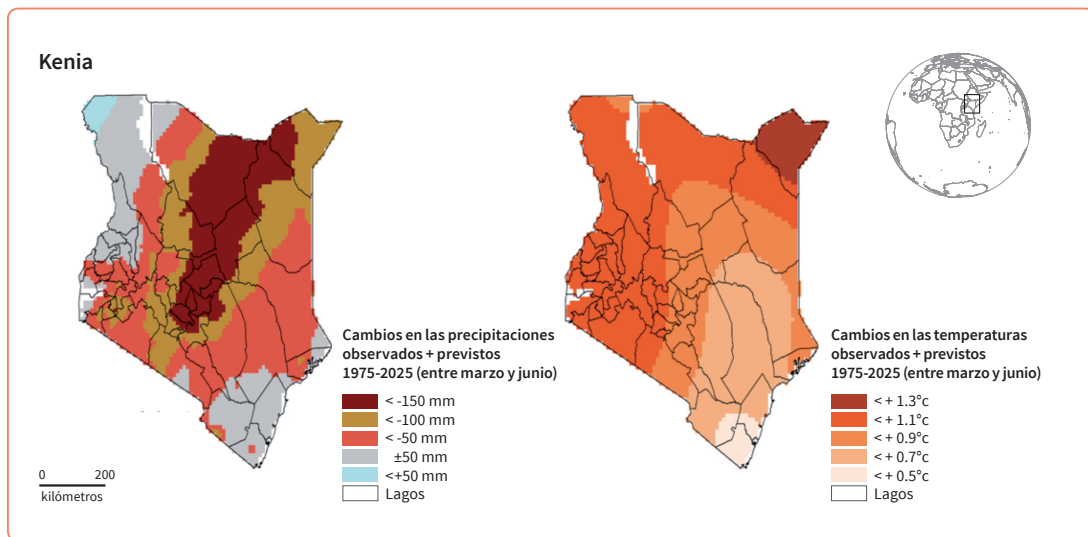 Kenia
Cambios en las precipitaciones
observados + previstos
1975-2025 (entre marzo y junio)
< -150 mm
< -100 mm
< -50 mm
±50 mm
<+50 mm
Lagos
0 200
kilómetros
Cambios en las temperaturas
observados + previstos
1975-2025 (entre marzo y junio)
< + 1.3°c
< + 1.1°c
< + 0.9°c
< + 0.7°c
< + 0.5°c
Lagos